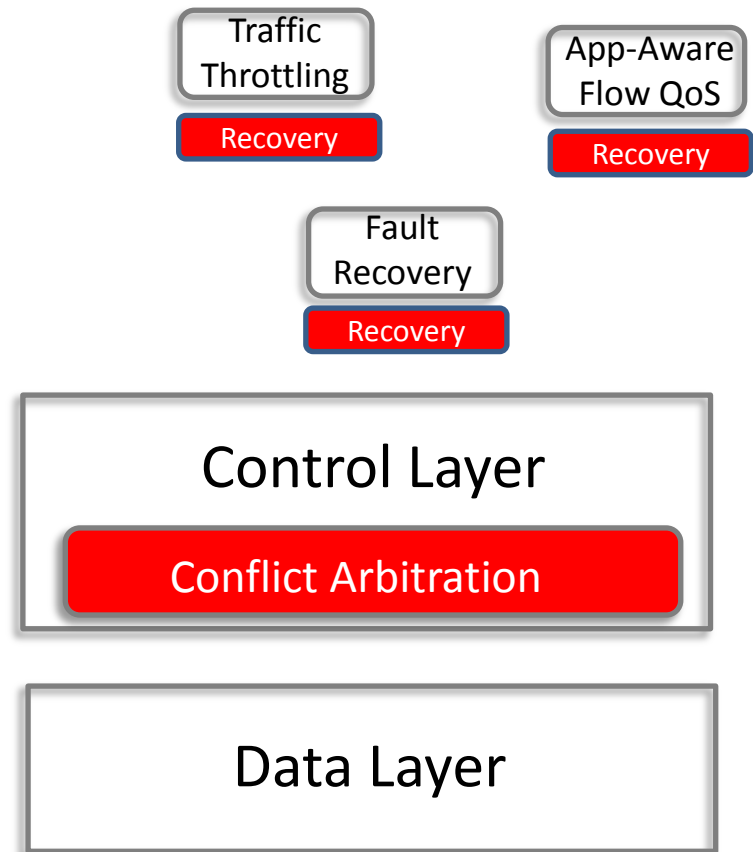 Traffic
Throttling
Recovery
App-Aware
Flow QoS
Recovery
Fault
Recovery
Recovery
Control Layer
Conflict Arbitration
Data Layer